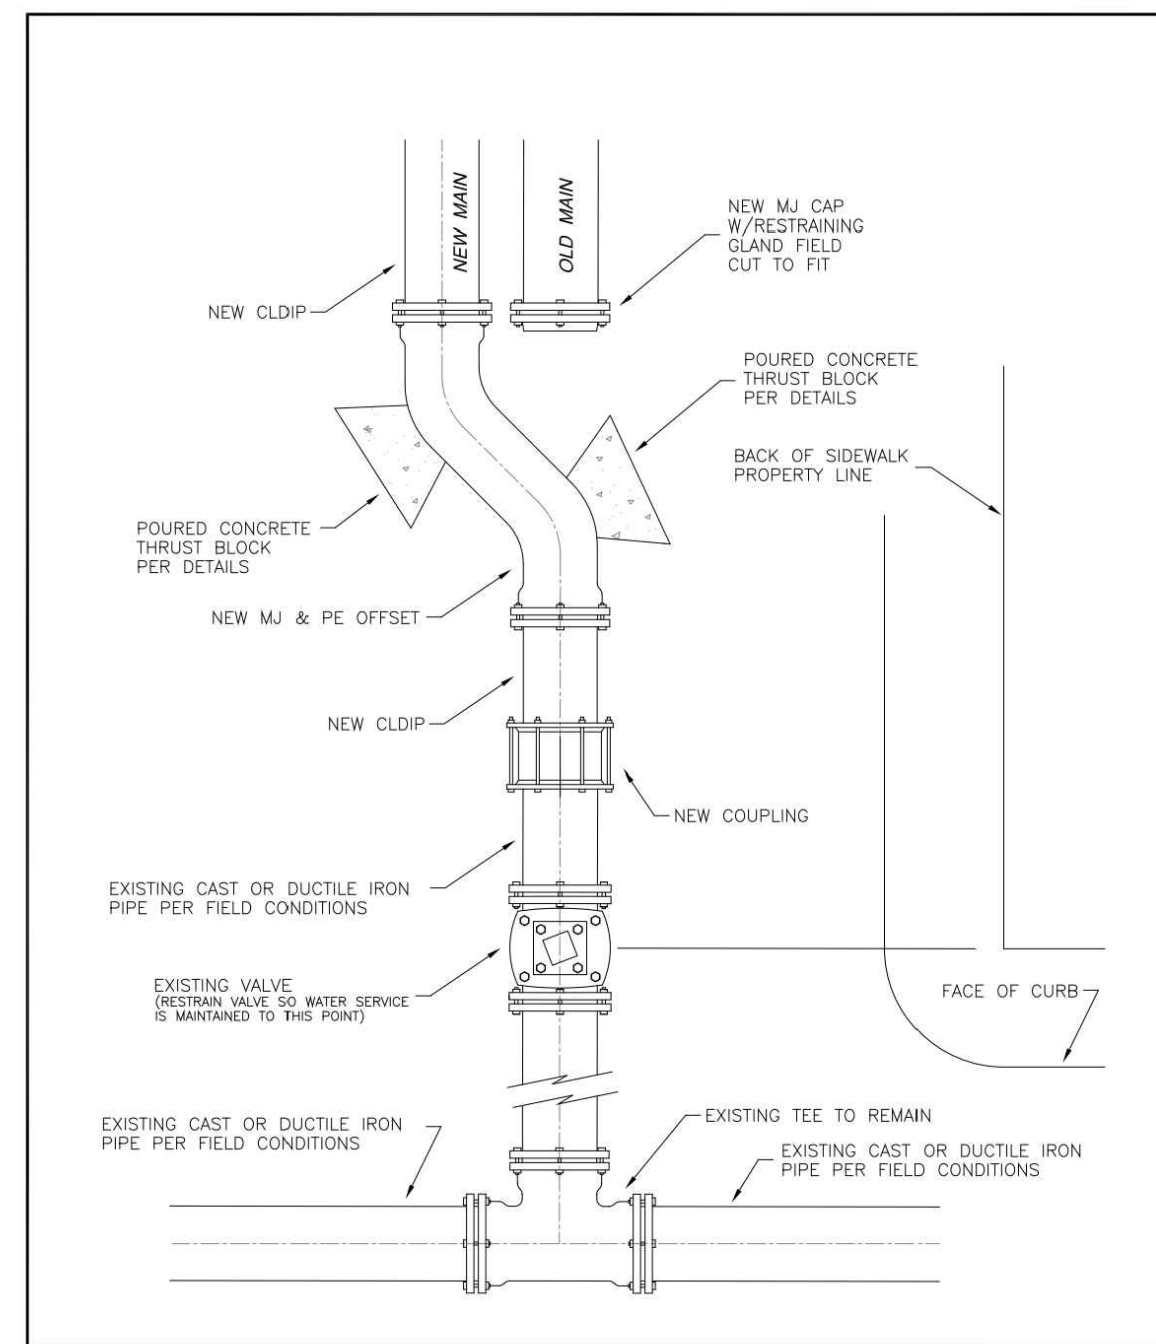 NEW MAIN
OLD MAIN
NEW MJ CAP
W/RESTRAINING
GLAND FIELD
CUT TO FIT
NEW CLDIP
POURED CONCRETE
THRUST BLOCK
PER DETAILS
BACK OF SIDEWALK
PROPERTY LINE
POURED CONCRETE
THRUST BLOCK
PER DETAILS
NEW MJ & PE OFFSET
NEW CLDIP
NEW COUPLING
EXISTING CAST OR DUCTILE IRON
PIPE PER FIELD CONDITIONS
EXISTING VALVE
(RESTRAIN VALVE SO WATER SERVICE
IS MAINTAINED TO THIS POINT)
FACE OF CURB
EXISTING CAST OR DUCTILE IRON
PIPE PER FIELD CONDITIONS
EXISTING TEE TO REMAIN
EXISTING CAST OR DUCTILE IRON
PIPE PER FIELD CONDITIONS